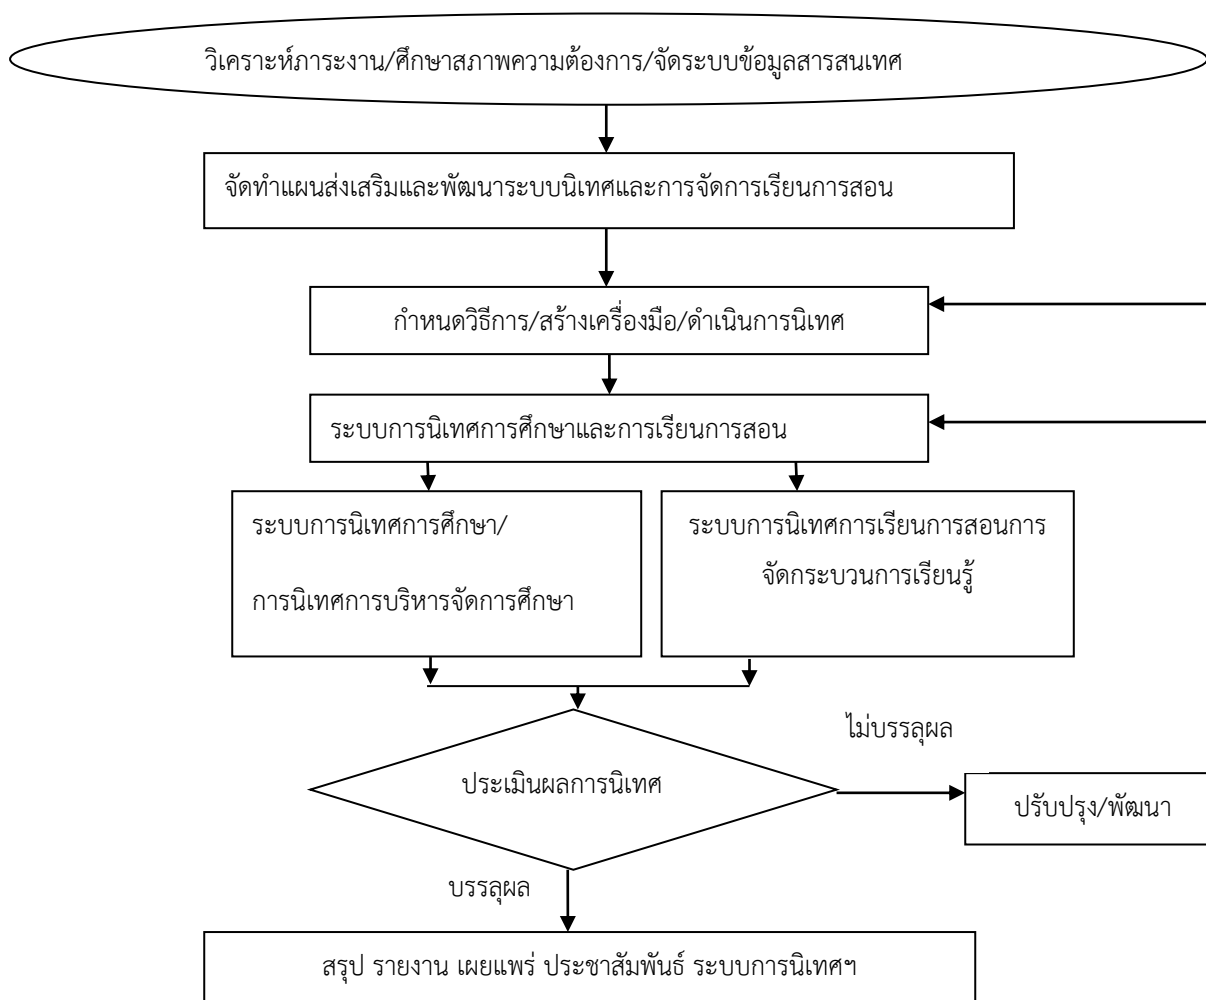 วิเคราะห์ภาระงาน/ศึกษาสภาพความต้องการ/จัดระบบข้อมูลสารสนเทศ
จัดทำแผนส่งเสริมและพัฒนาระบบนิเทศและการจัดการเรียนการสอน
กำหนดวิธีการ/สร้างเครื่องมือ/ดำเนินการนิเทศ
ระบบการนิเทศการศึกษาและการเรียนการสอน
ระบบการนิเทศการศึกษา/
การนิเทศการบริหารจัดการศึกษา
ระบบการนิเทศการเรียนการสอนการ
จัดกระบวนการเรียนรู้
ไม่บรรลุผล
ประเมินผลการนิเทศ
ปรับปรุง/พัฒนา
บรรลุผล
สรุป รายงาน เผยแพร่ ประชาสัมพันธ์ ระบบการนิเทศฯ